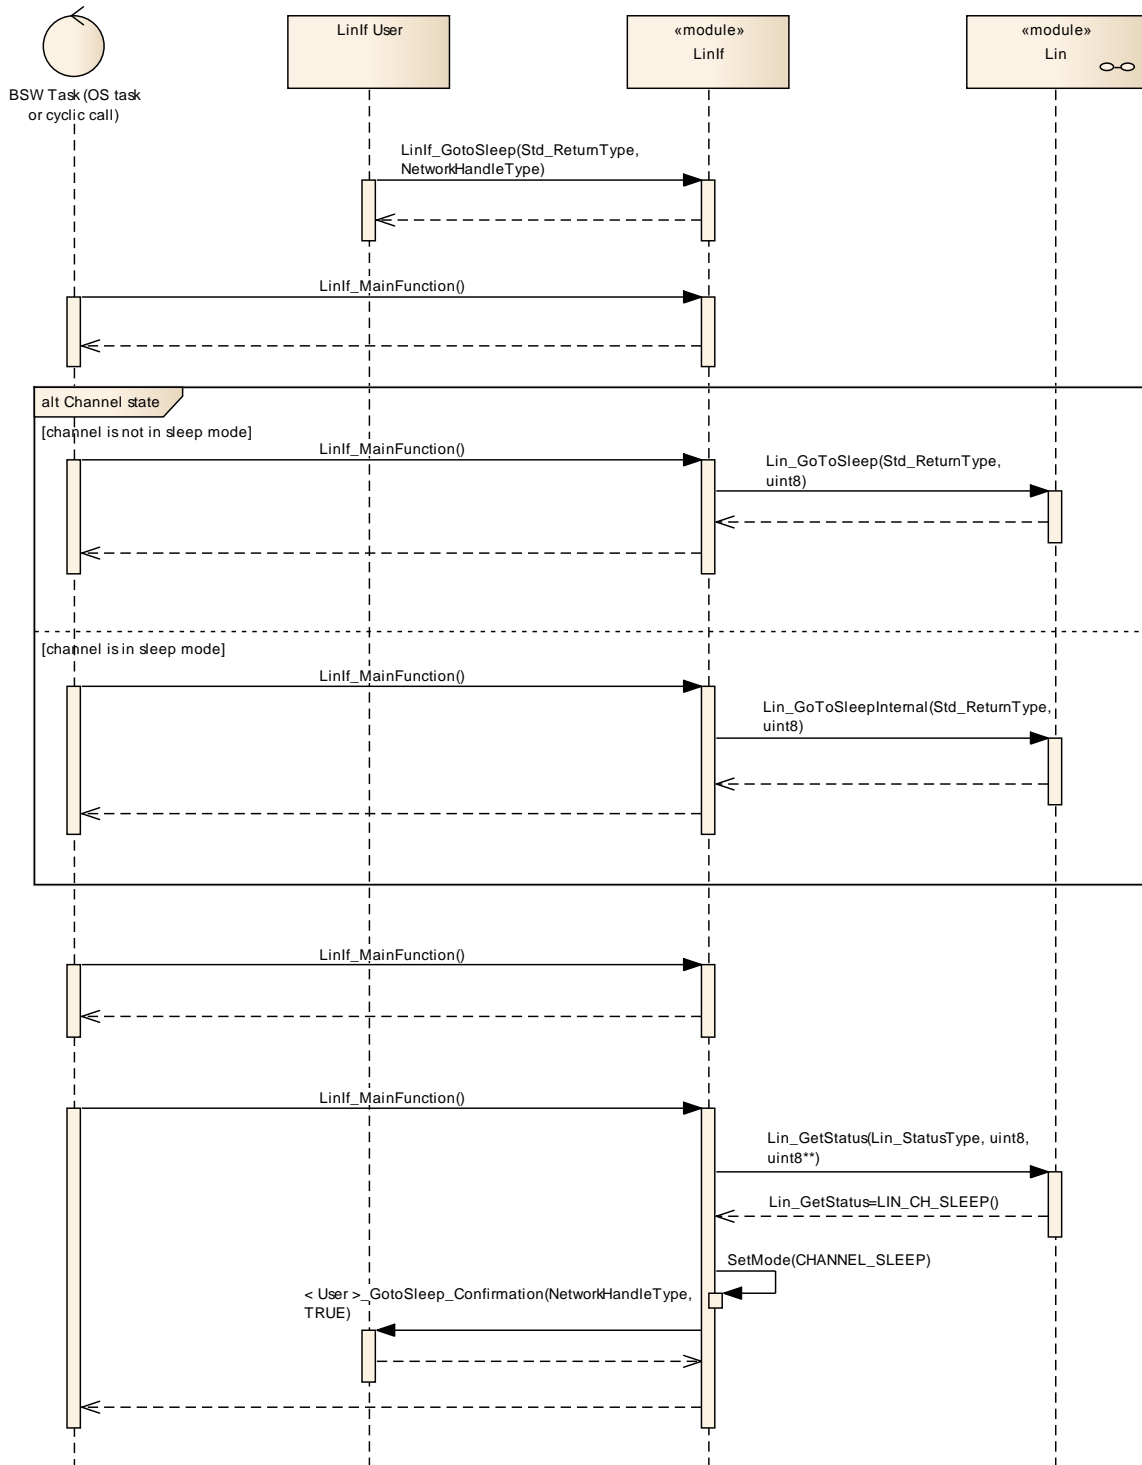 LinIf User
«module»
LinIf
«module»
Lin
BSW Task (OS task
or cyclic call)
LinIf_GotoSleep(Std_ReturnType,
NetworkHandleType)
LinIf_MainFunction()
alt Channel state
[channel is not in sleep mode]
LinIf_MainFunction()
Lin_GoToSleep(Std_ReturnType,
uint8)
[channel is in sleep mode]
LinIf_MainFunction()
Lin_GoToSleepInternal(Std_ReturnType,
uint8)
LinIf_MainFunction()
LinIf_MainFunction()
Lin_GetStatus(Lin_StatusType, uint8,
uint8**)
Lin_GetStatus=LIN_CH_SLEEP()
SetMode(CHANNEL_SLEEP)
< User >_GotoSleep_Confirmation(NetworkHandleType,
TRUE)